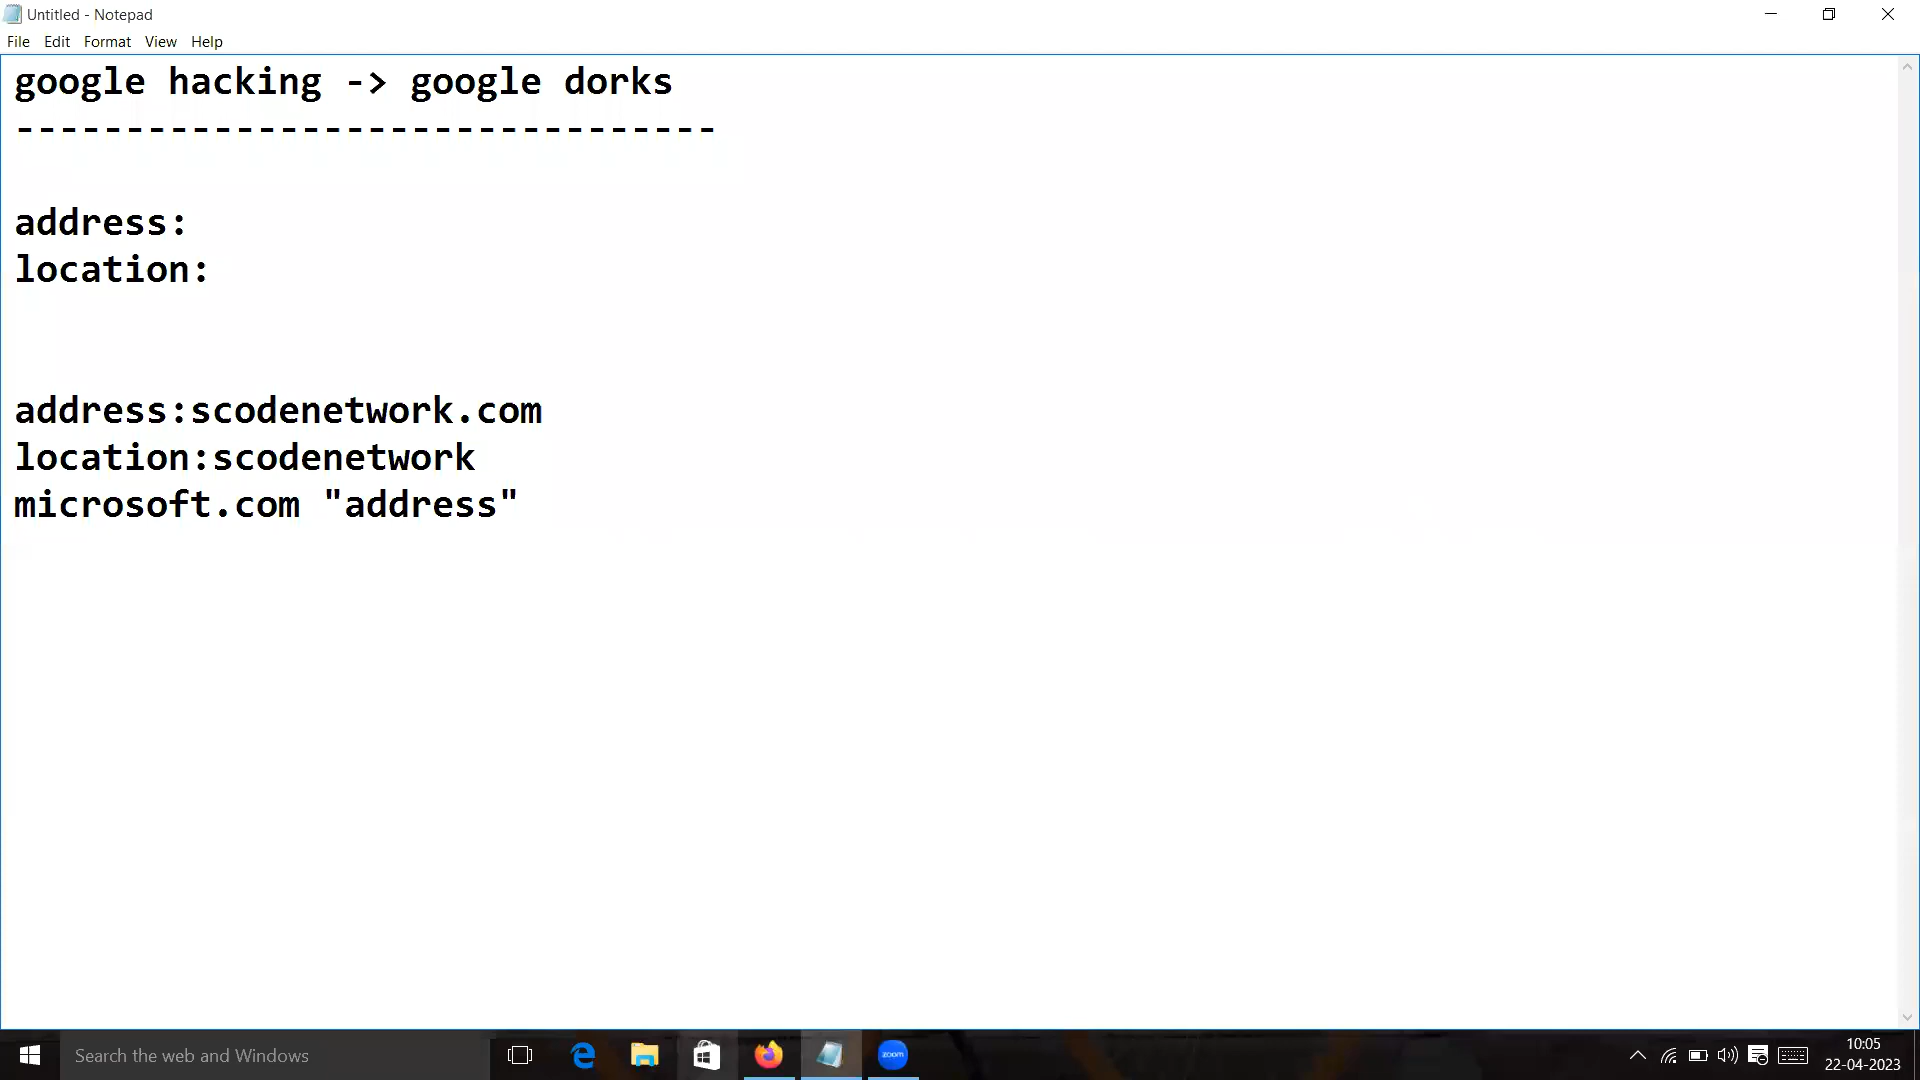 Untitled - Notepad
File Edit Format View Help
google hacking -> google dorks
--------------------------------
address:
location:
address:scodenetwork.com
location:scodenetwork
microsoft.com "address"
Search the web and Windows
zoom
10:05
22-04-2023